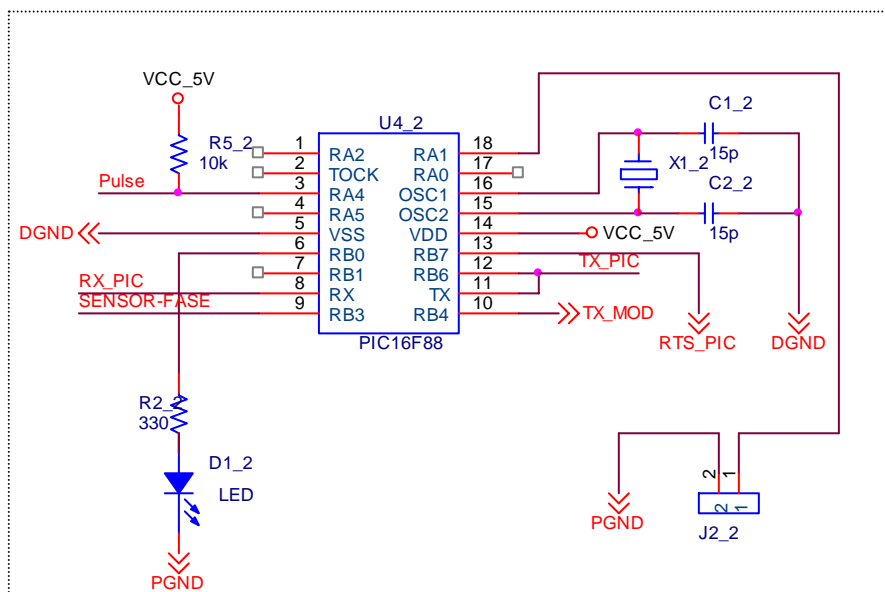 VCC_5V
R5_2
10k
U4_2
C1_2
15p
X1_2
C2_2
15p
1 RA2 RA1 18
2 TOCK RA0 17
Pulse 3 RA4 OSC1 16
4 RA5 OSC2 15
DGND 5 VSS VDD 14 VCC_5V
6 RB0 RB7 13
7 RB1 RB6 12 TX_PIC
RX_PIC 8 RX TX 11
SENSOR-FASE 9 RB3 RB4 10 TX_MOD
PIC16F88
RTS_PIC
DGND
R2_2
330
D1_2
LED
PGND
PGND
2 1
2 1
J2_2